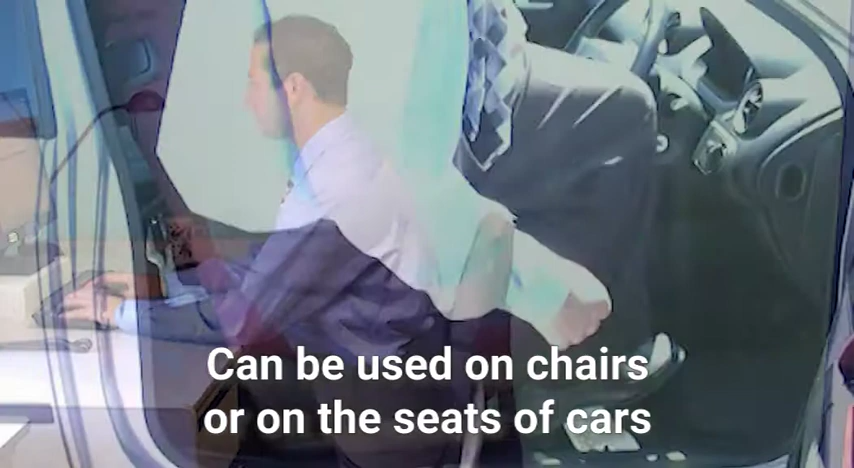 Can be used on chairs
or on the seats of cars